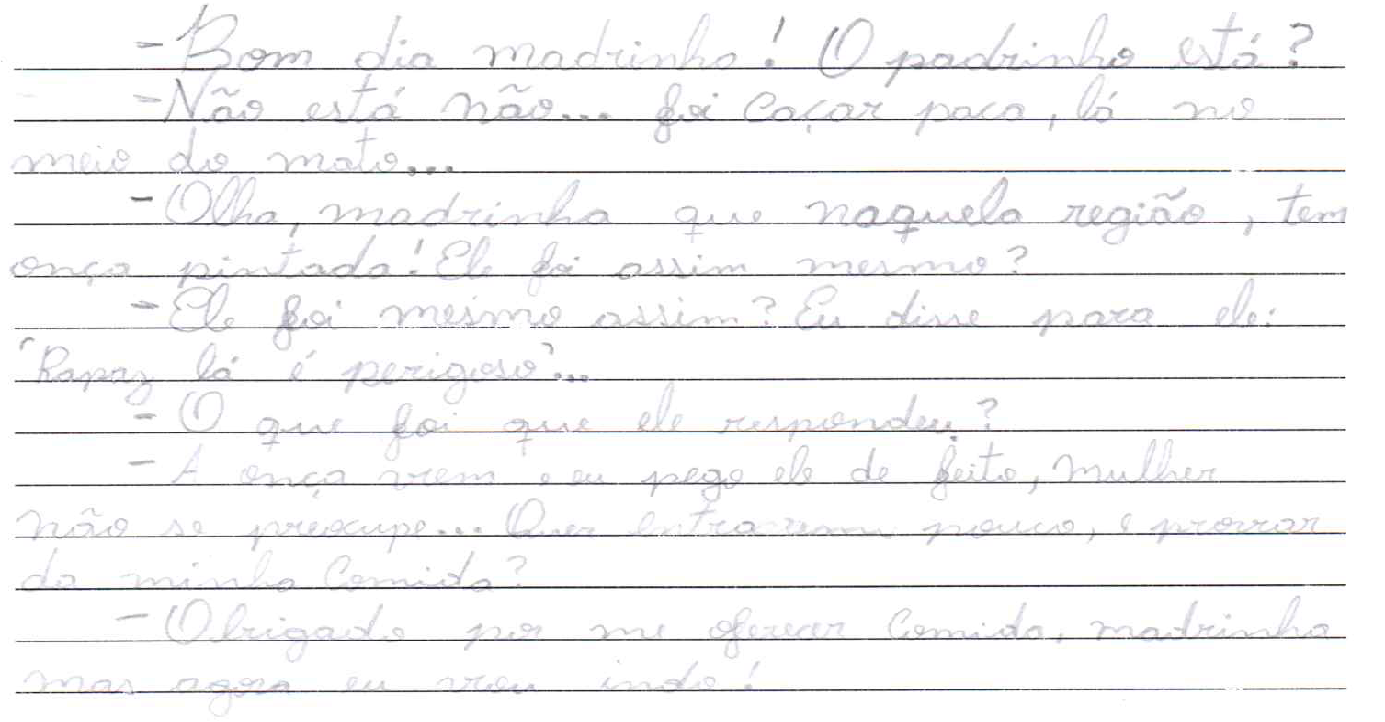 - Bom dia madrinha! O padrinho está?
- Não está não... foi caçar paca, lá no
meio do mato...
- Olha, madrinha que naquela região, tem
onça pintada! Ele foi assim mesmo?
- Ele foi mesmo assim? Eu disse para ele:
"Rapaz lá é perigoso"...
- O que foi que ele respondeu?
- A onça vem e eu pego ele de jeito, mulher
não se preocupe... Quer entrar um pouco, e provar
da minha comida?
- Obrigado por me oferecer comida, madrinha
mas agora eu vou indo!